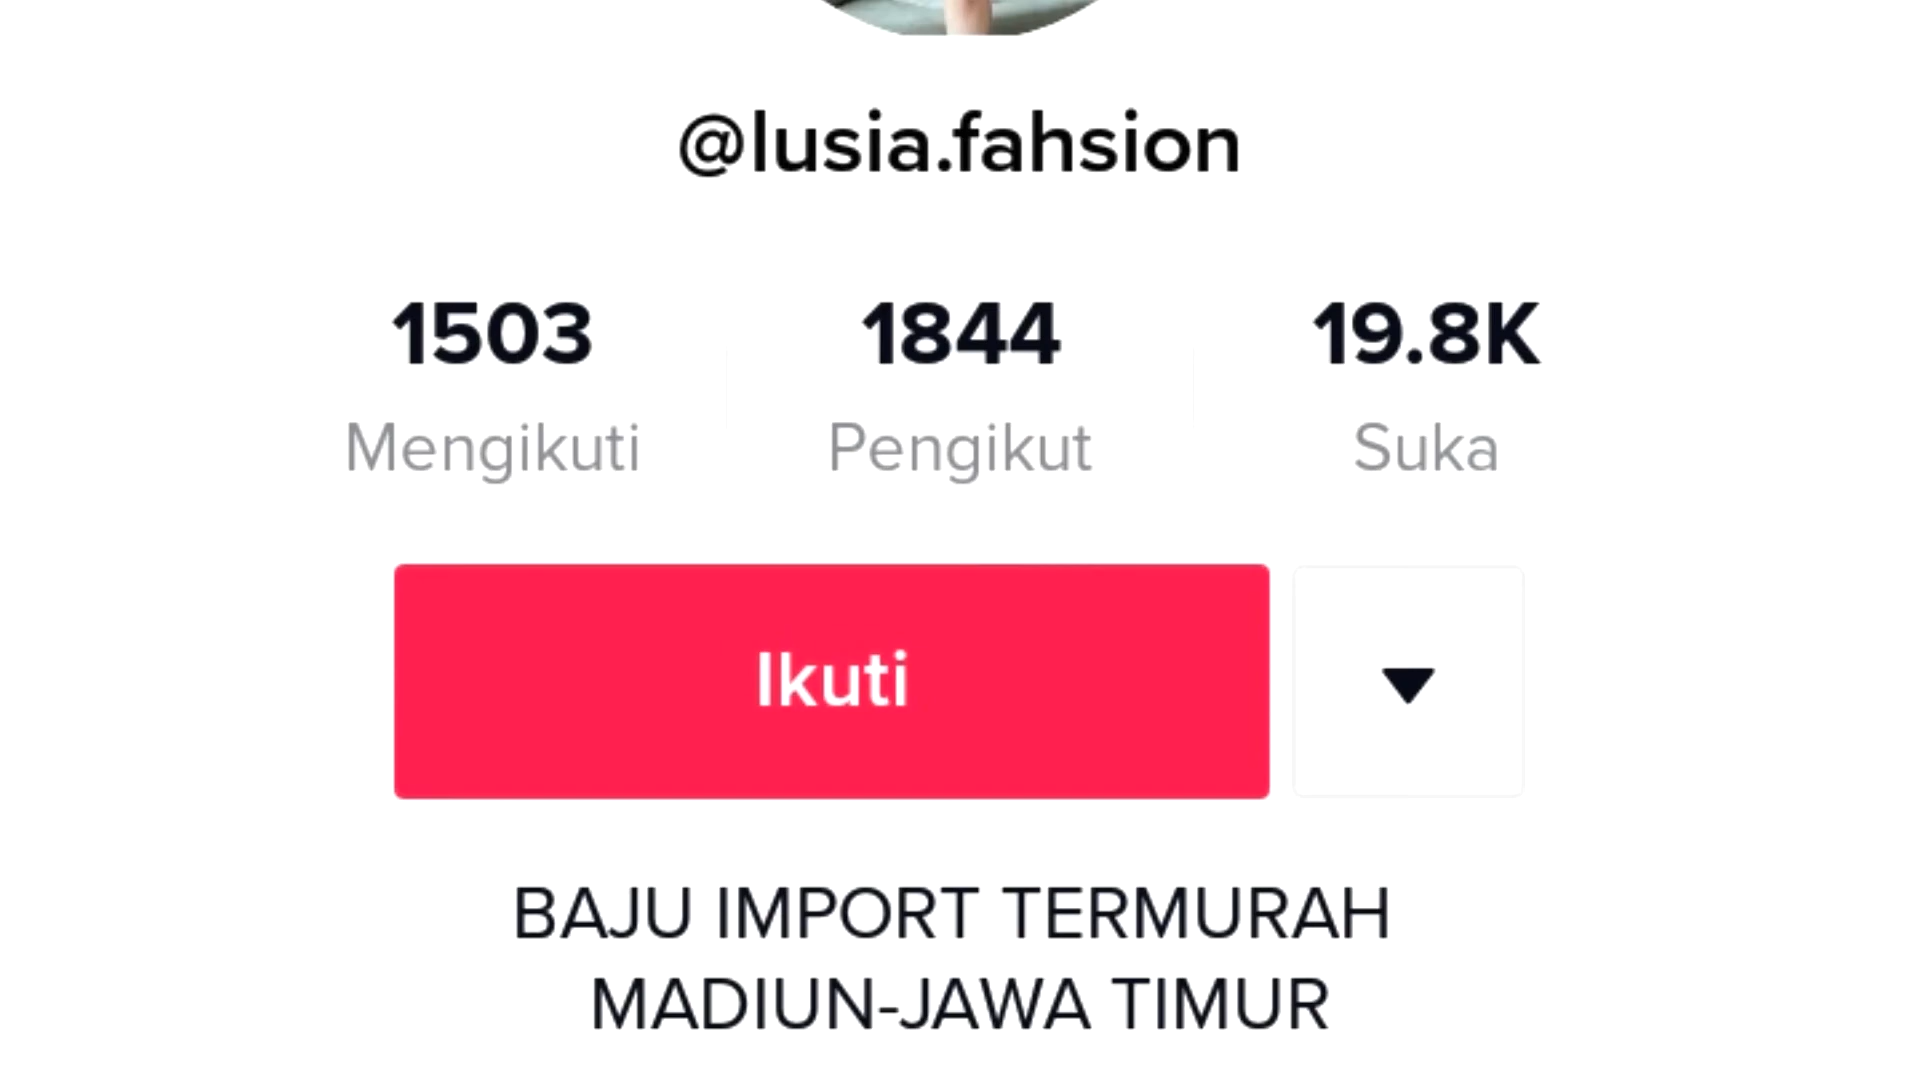 @lusia.fahsion
1503 1844 19.8K
Mengikuti Pengikut Suka
Ikuti
BAJU IMPORT TERMURAH
MADIUN-JAWA TIMUR